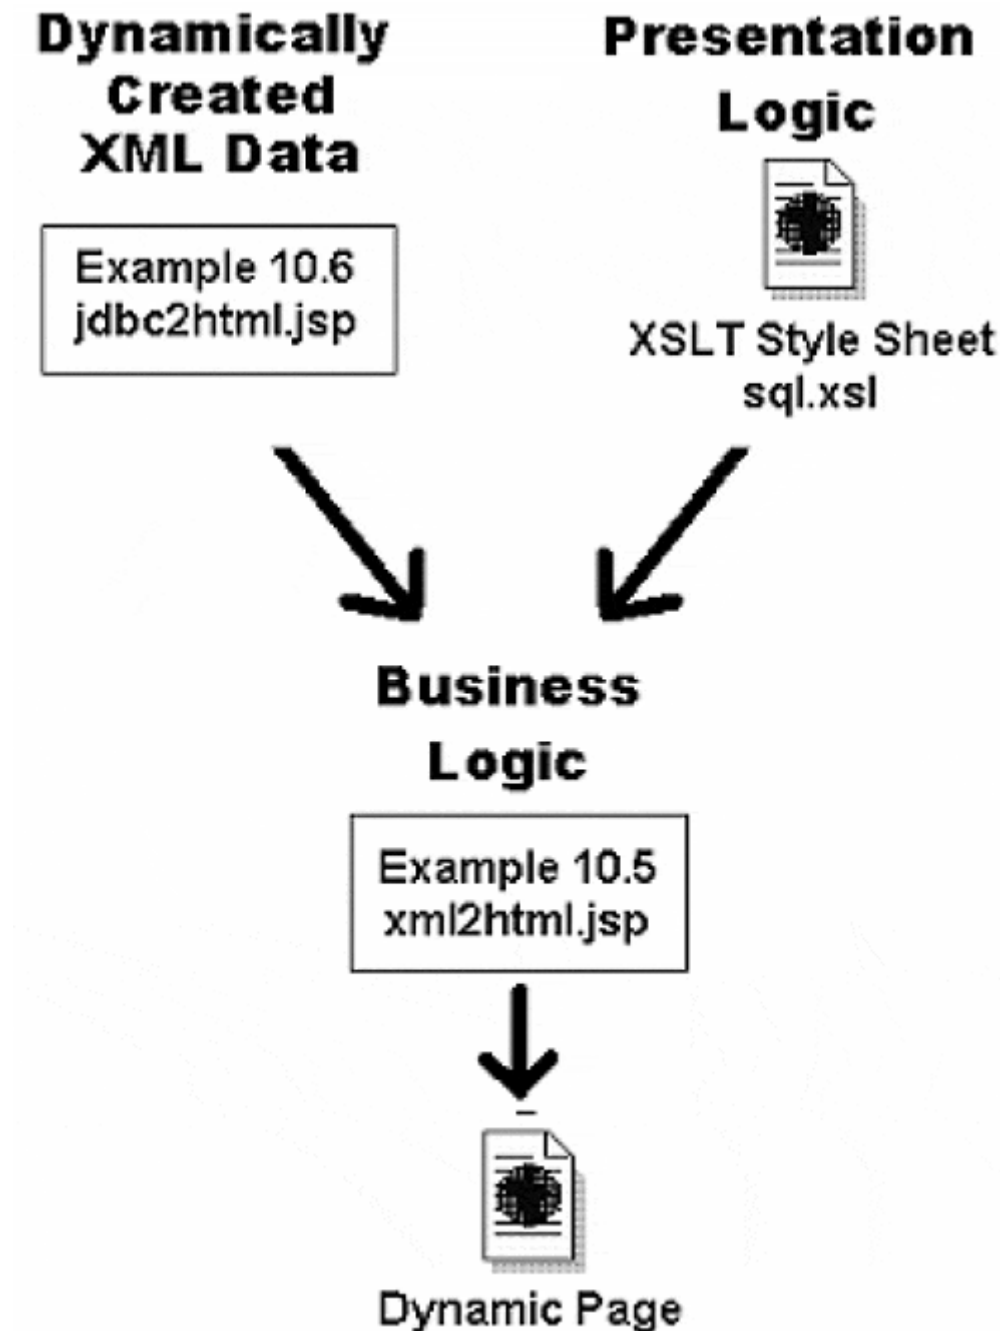 Dynamically
Created
XML Data
Example 10.6
jdbc2html.jsp
Presentation
Logic
XSLT Style Sheet
sql.xsl
Business
Logic
Example 10.5
xml2html.jsp
Dynamic Page